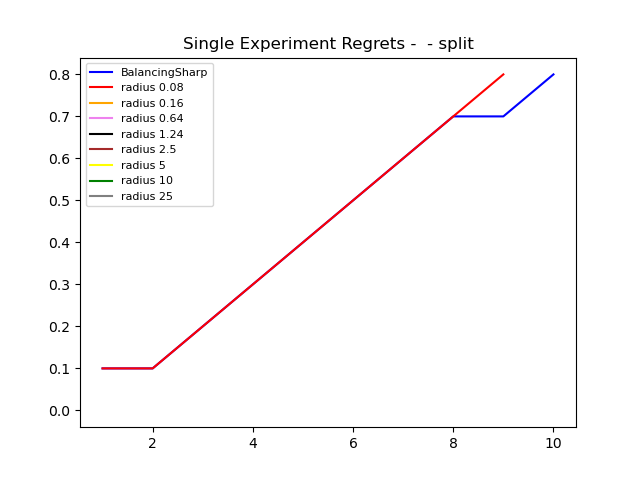 Single Experiment Regrets -  - split
BalancingSharp
radius 0.08
radius 0.16
radius 0.64
radius 1.24
radius 2.5
radius 5
radius 10
radius 25
0.8
0.7
0.6
0.5
0.4
0.3
0.2
0.1
0.0
2 4 6 8 10